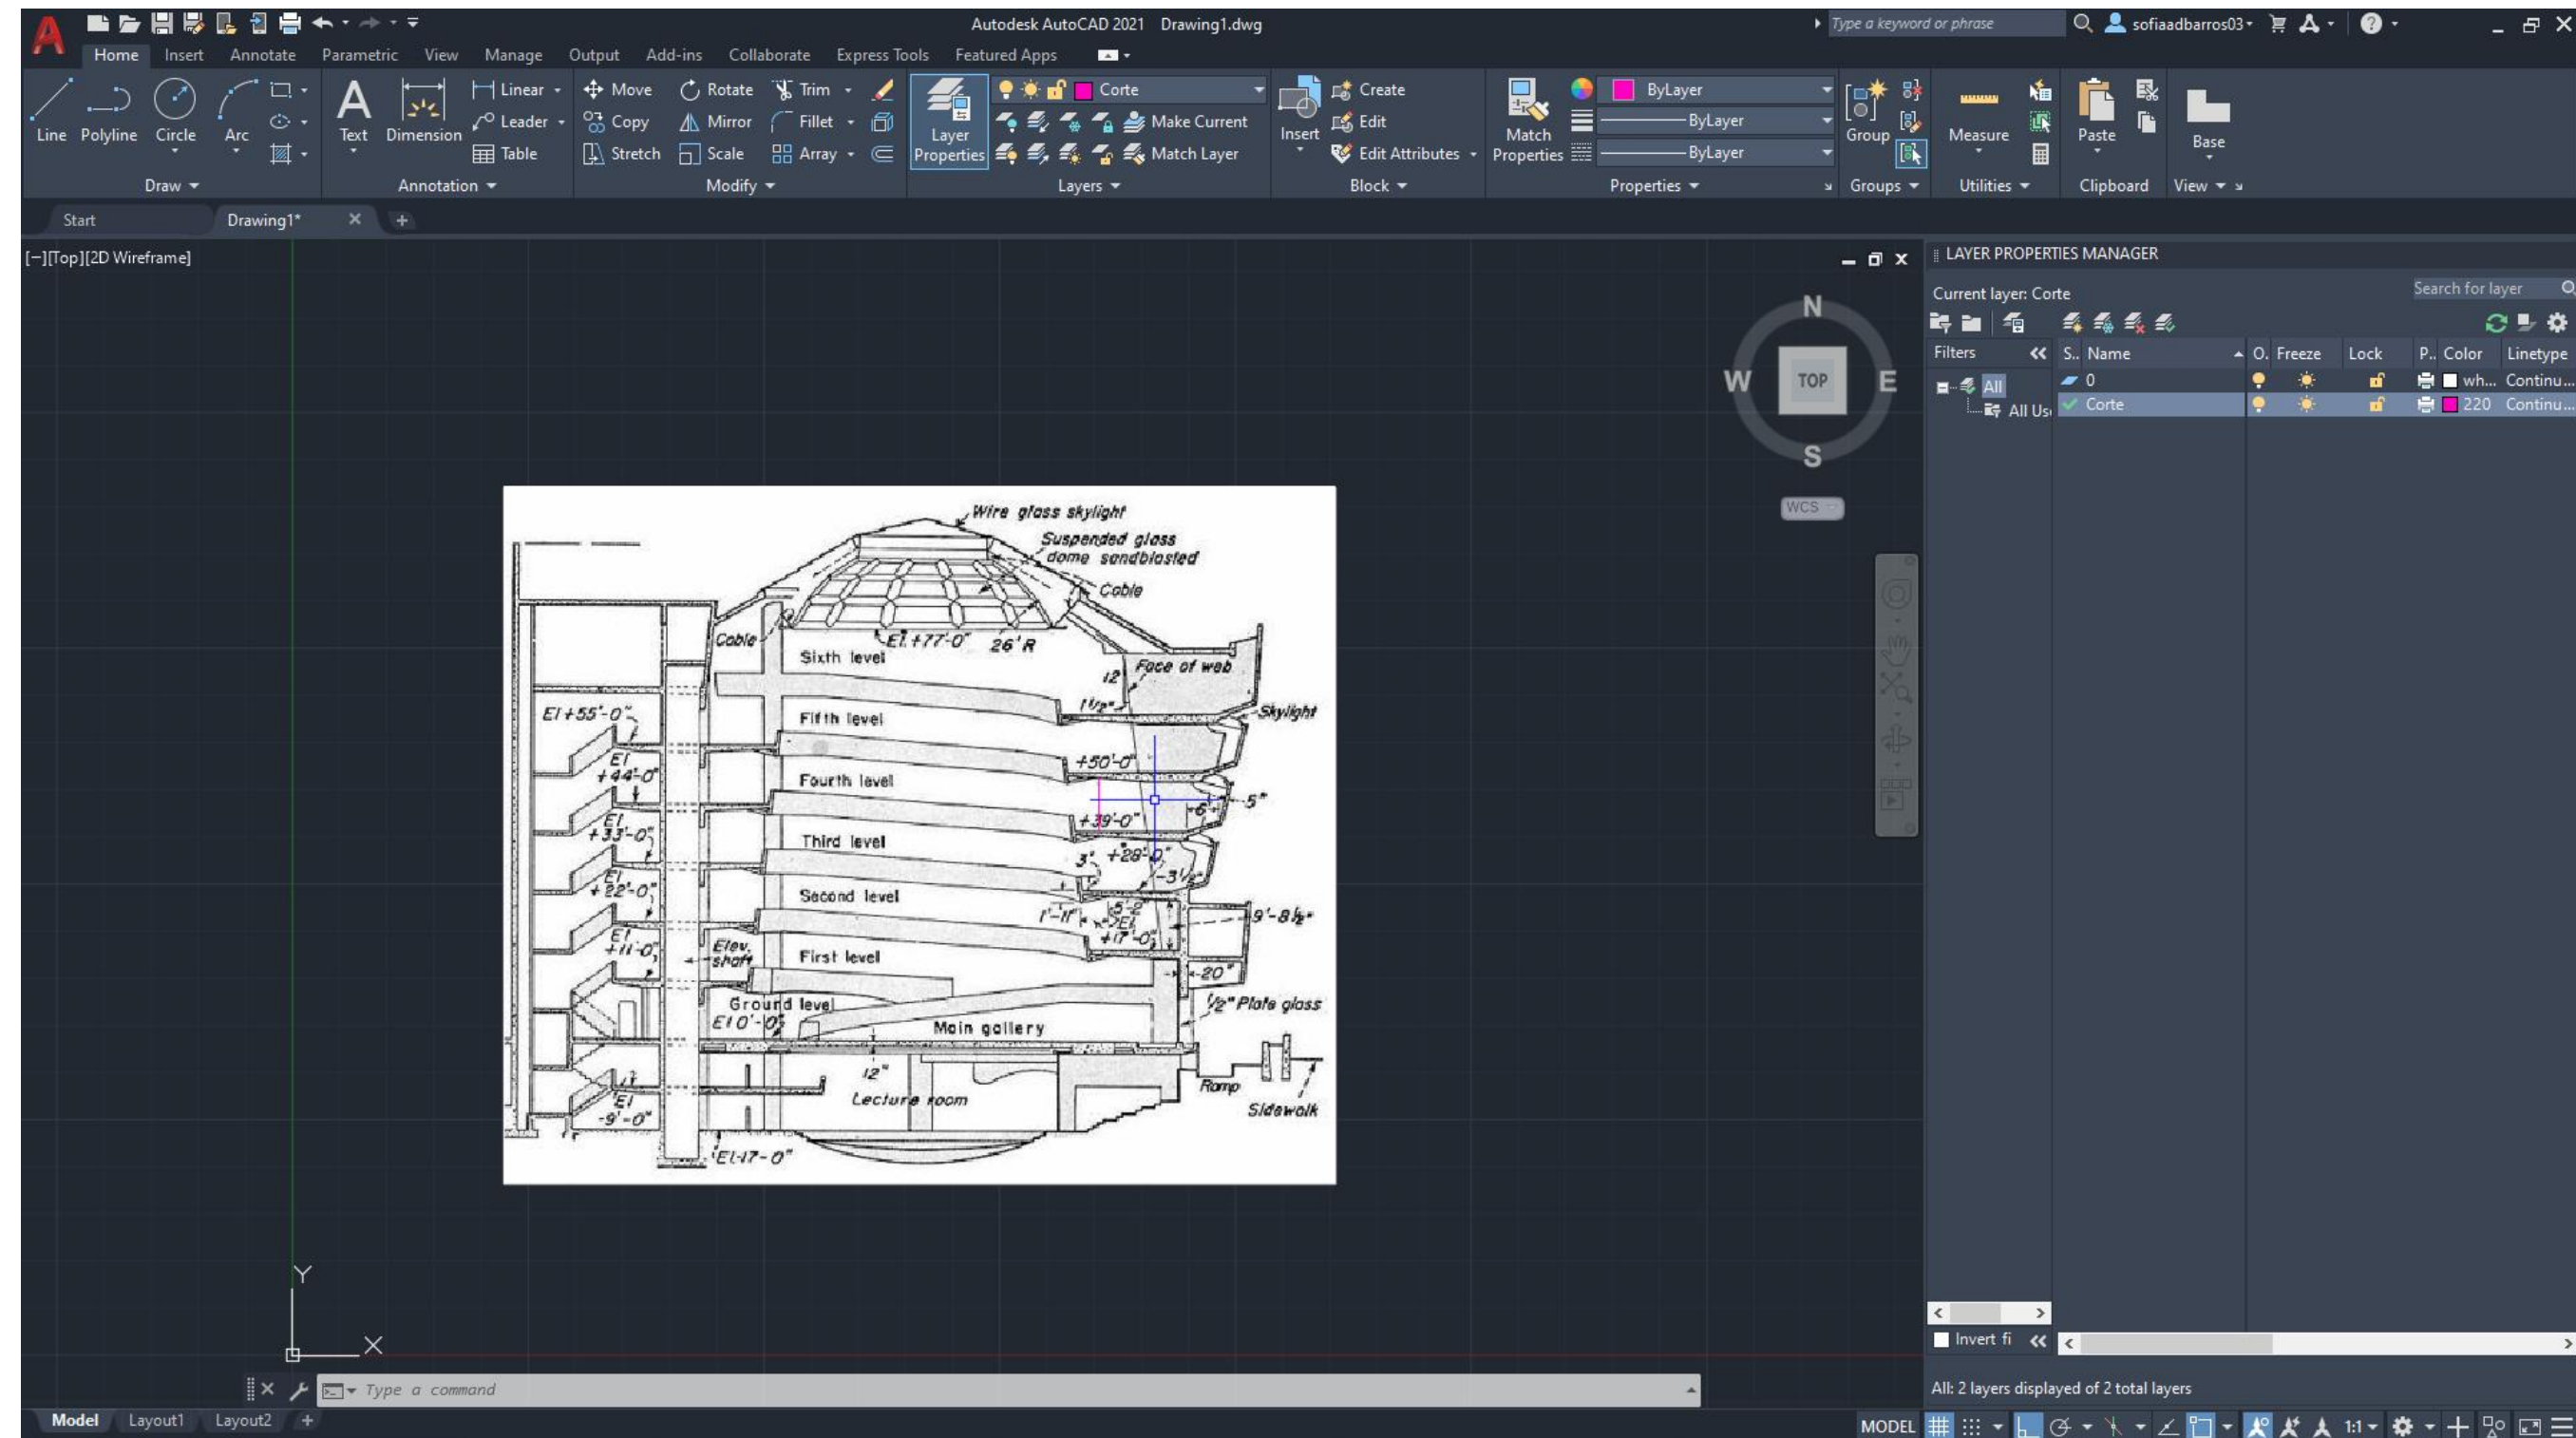 Autodesk AutoCAD 2021 Drawing1.dwg
Type a keyword or phrase
sofiaadbarros03
Home Insert Annotate Parametric View Manage Output Add-ins Collaborate Express Tools Featured Apps
Line Polyline Circle Arc
Draw
Text Dimension
Linear
Leader
Table
Annotation
Move Rotate Trim
Copy Mirror Fillet
Stretch Scale Array
Modify
Layer Properties
Corte
Make Current
Match Layer
Layers
Insert
Create
Edit
Edit Attributes
Block
Match Properties
ByLayer
ByLayer
ByLayer
Properties
Group
Groups
Measure
Utilities
Paste
Clipboard
Base
View
Start Drawing1*
[−][Top][2D Wireframe]
N
W TOP E
S
WCS
Wire glass skylight
Suspended glass
dome sandblasted
Cable
Cable
El. +77'-0" 26'R
Sixth level
Face of web
12"
1½"
El+55'-0"
Fifth level
Skylight
El
+44'-0"
+50'-0"
Fourth level
5"
6"
+39'-0"
El
+33'-0"
Third level
3' +28'-0"
3½"
El
+22'-0"
Second level
1'-11" 5'-2"
El
+17'-0"
9'-8½"
El
+11'-0"
Elev.
shaft
First level
20"
Ground level
El 0'-0"
½" Plate glass
Main gallery
12"
Ramp
Lecture room
Sidewalk
El
-9'-0"
El-17-0"
Y
X
Type a command
Model Layout1 Layout2 +
LAYER PROPERTIES MANAGER
Current layer: Corte
Search for layer
Filters
S.. Name O. Freeze Lock P.. Color Linetype
All
All Us
0 wh... Continu...
Corte 220 Continu...
Invert fi
All: 2 layers displayed of 2 total layers
MODEL 1:1